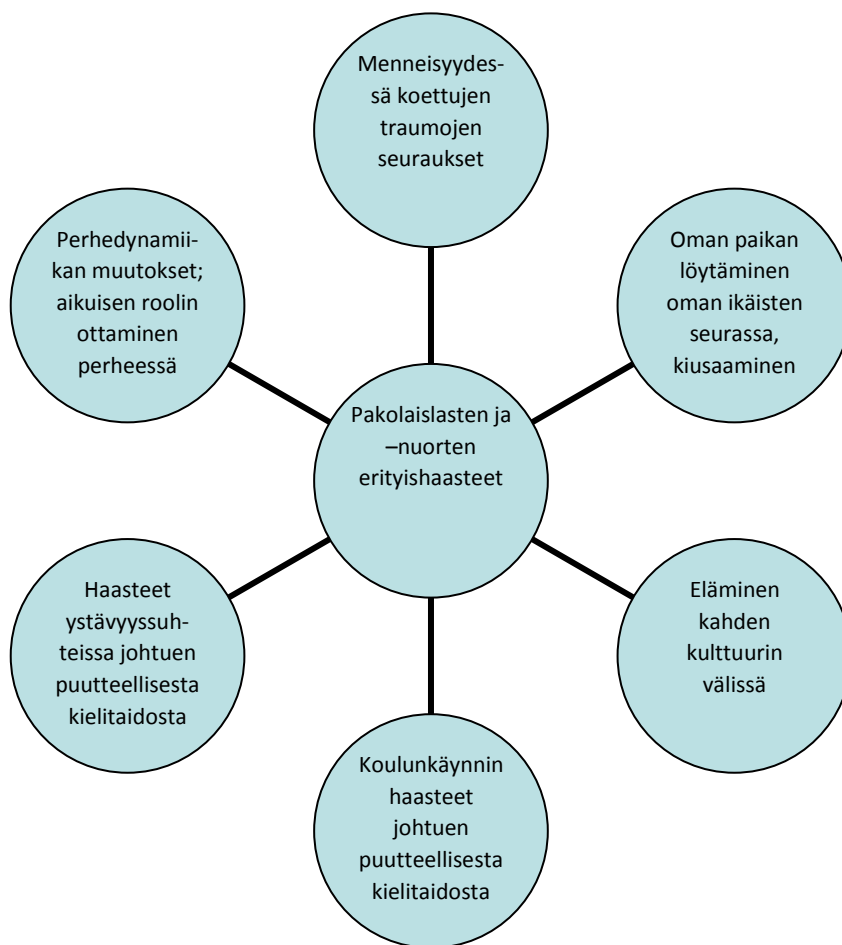 Menneisyydes-
sä koettujen
traumojen
seuraukset
Perhedynamii-
kan muutokset;
aikuisen roolin
ottaminen
perheessä
Oman paikan
löytäminen
oman ikäisten
seurassa,
kiusaaminen
Pakolaislasten ja
–nuorten
erityishaasteet
Haasteet
ystävyyssuh-
teissa johtuen
puutteellisesta
kielitaidosta
Eläminen
kahden
kulttuurin
välissä
Koulunkäynnin
haasteet
johtuen
puutteellisesta
kielitaidosta